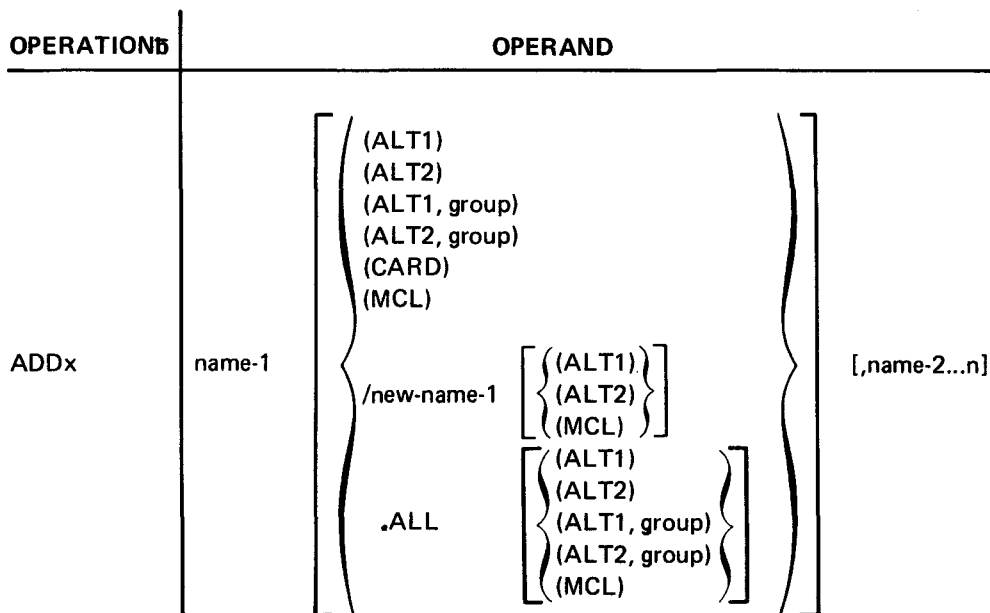 OPERATIONƀ OPERAND
(ALT1)
(ALT2)
(ALT1, group)
(ALT2, group)
(CARD)
(MCL)
ADDx name-1 /new-name-1 [,name-2...n]
(ALT1)
(ALT2)
(MCL)
.ALL
(ALT1)
(ALT2)
(ALT1, group)
(ALT2, group)
(MCL)